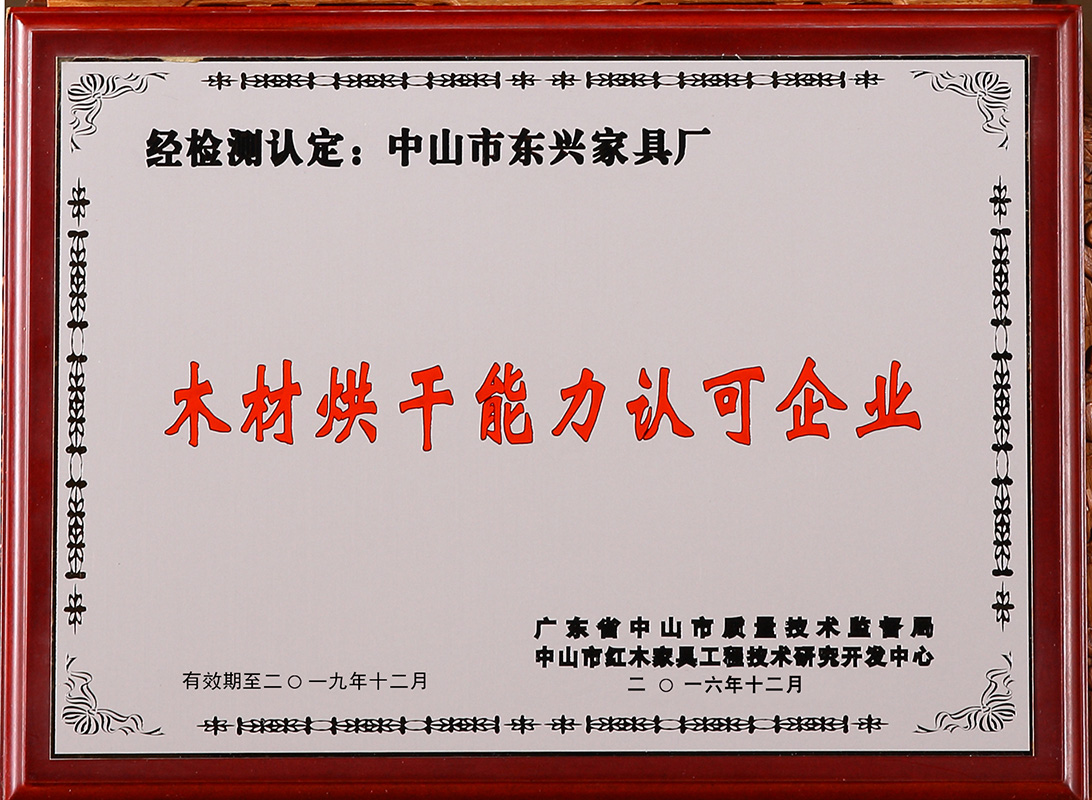 经检测认定：中山市东兴家具厂
木材烘干能力认可企业
广东省中山市质量技术监督局
中山市红木家具工程技术研究开发中心
有效期至二○一九年十二月
二○一六年十二月